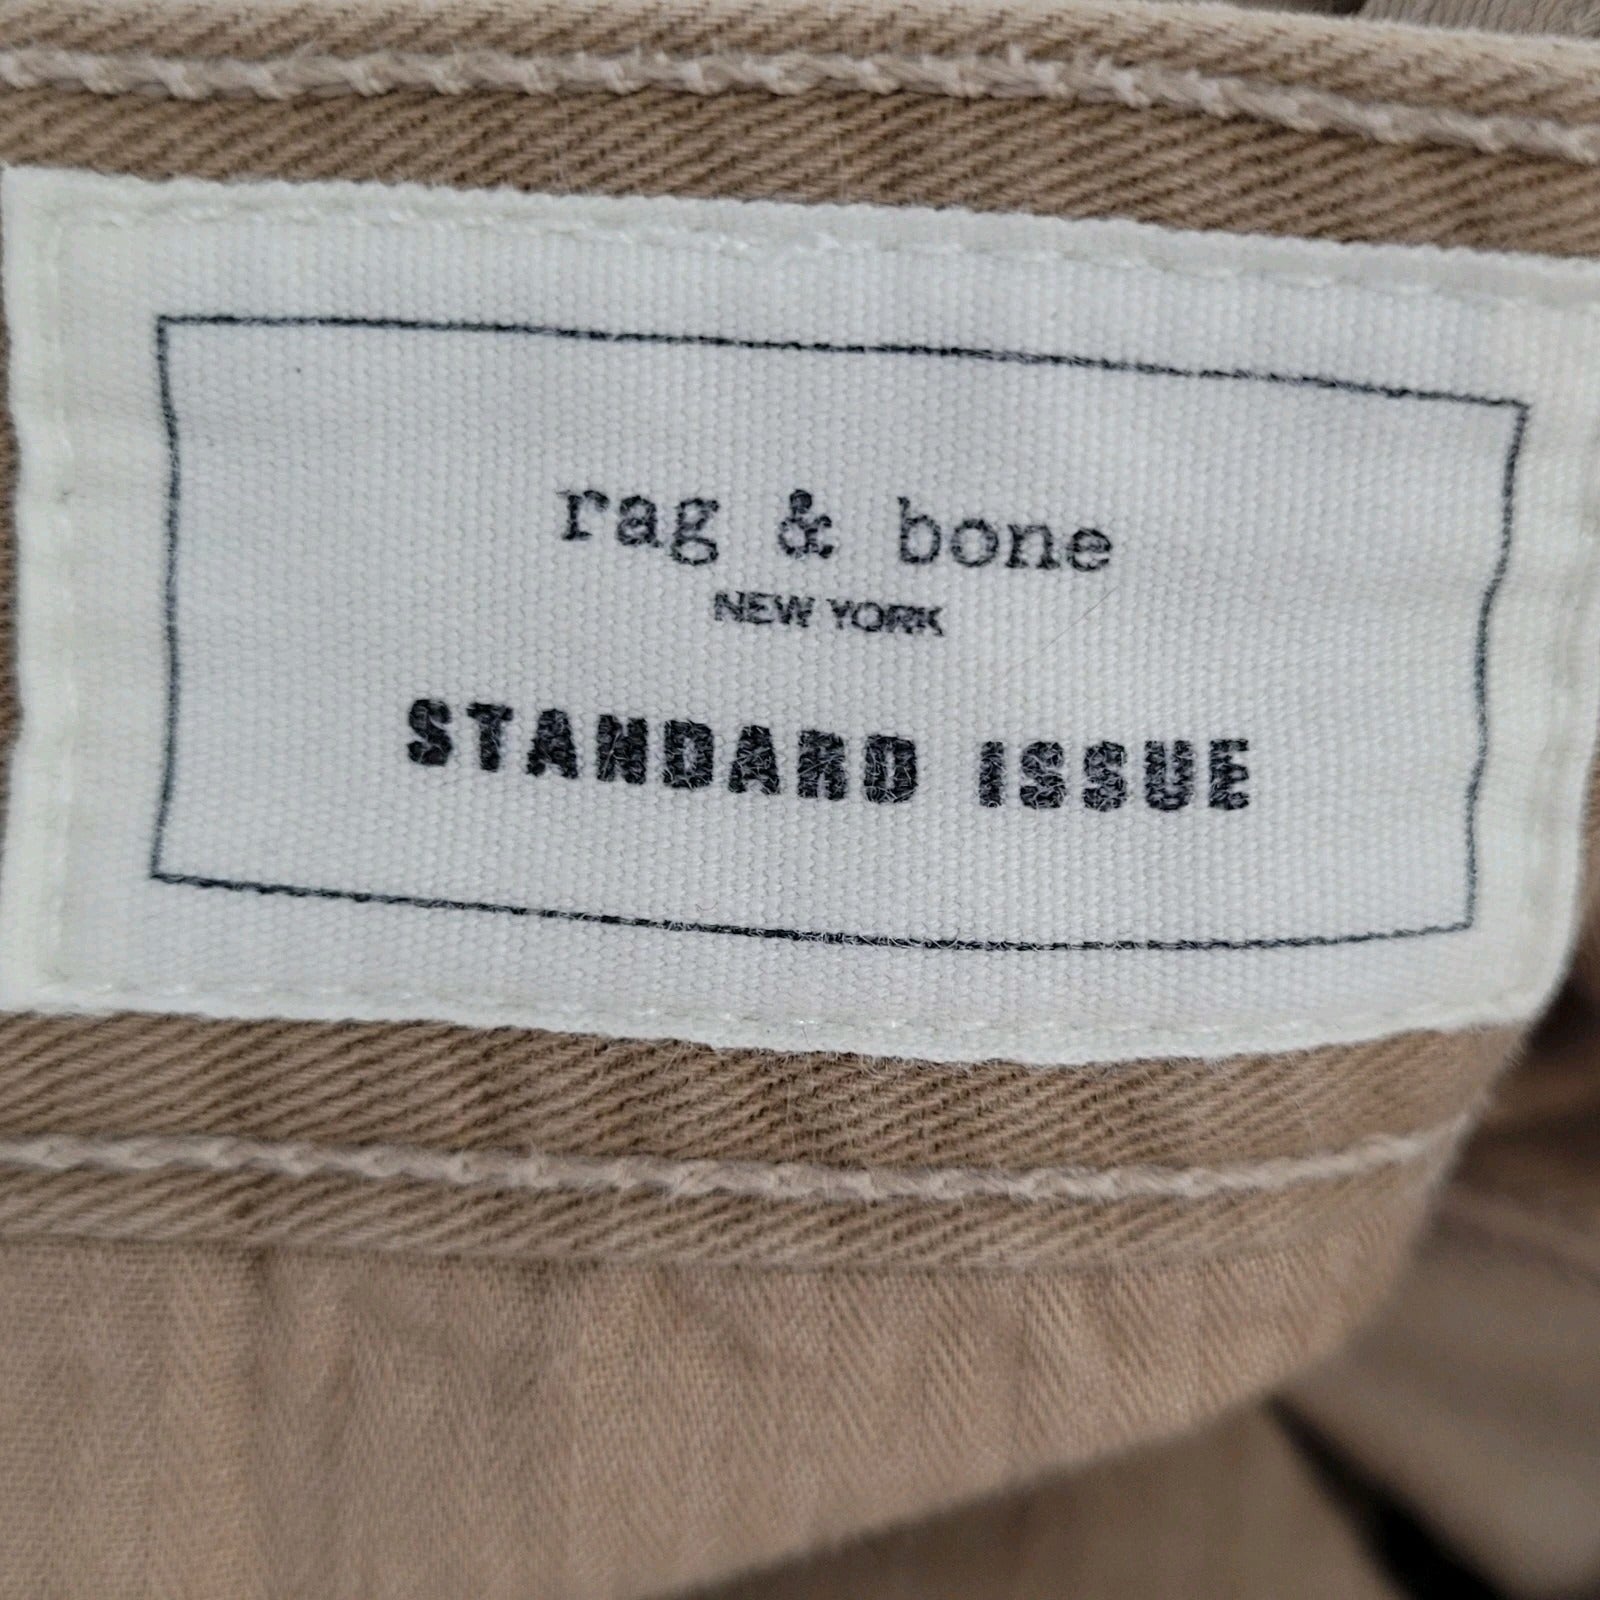 rag & bone
NEW YORK
STANDARD ISSUE